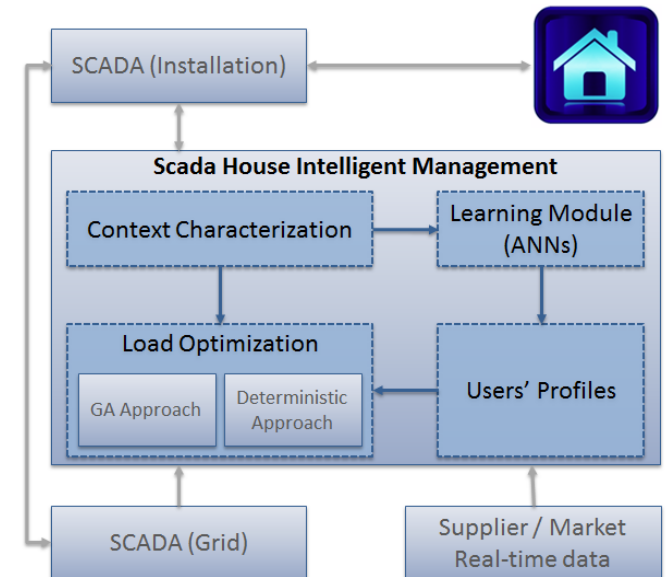 SCADA (Installation)
Scada House Intelligent Management
Context Characterization
Learning Module
(ANNs)
Load Optimization
GA Approach
Deterministic
Approach
Users' Profiles
SCADA (Grid)
Supplier / Market
Real-time data